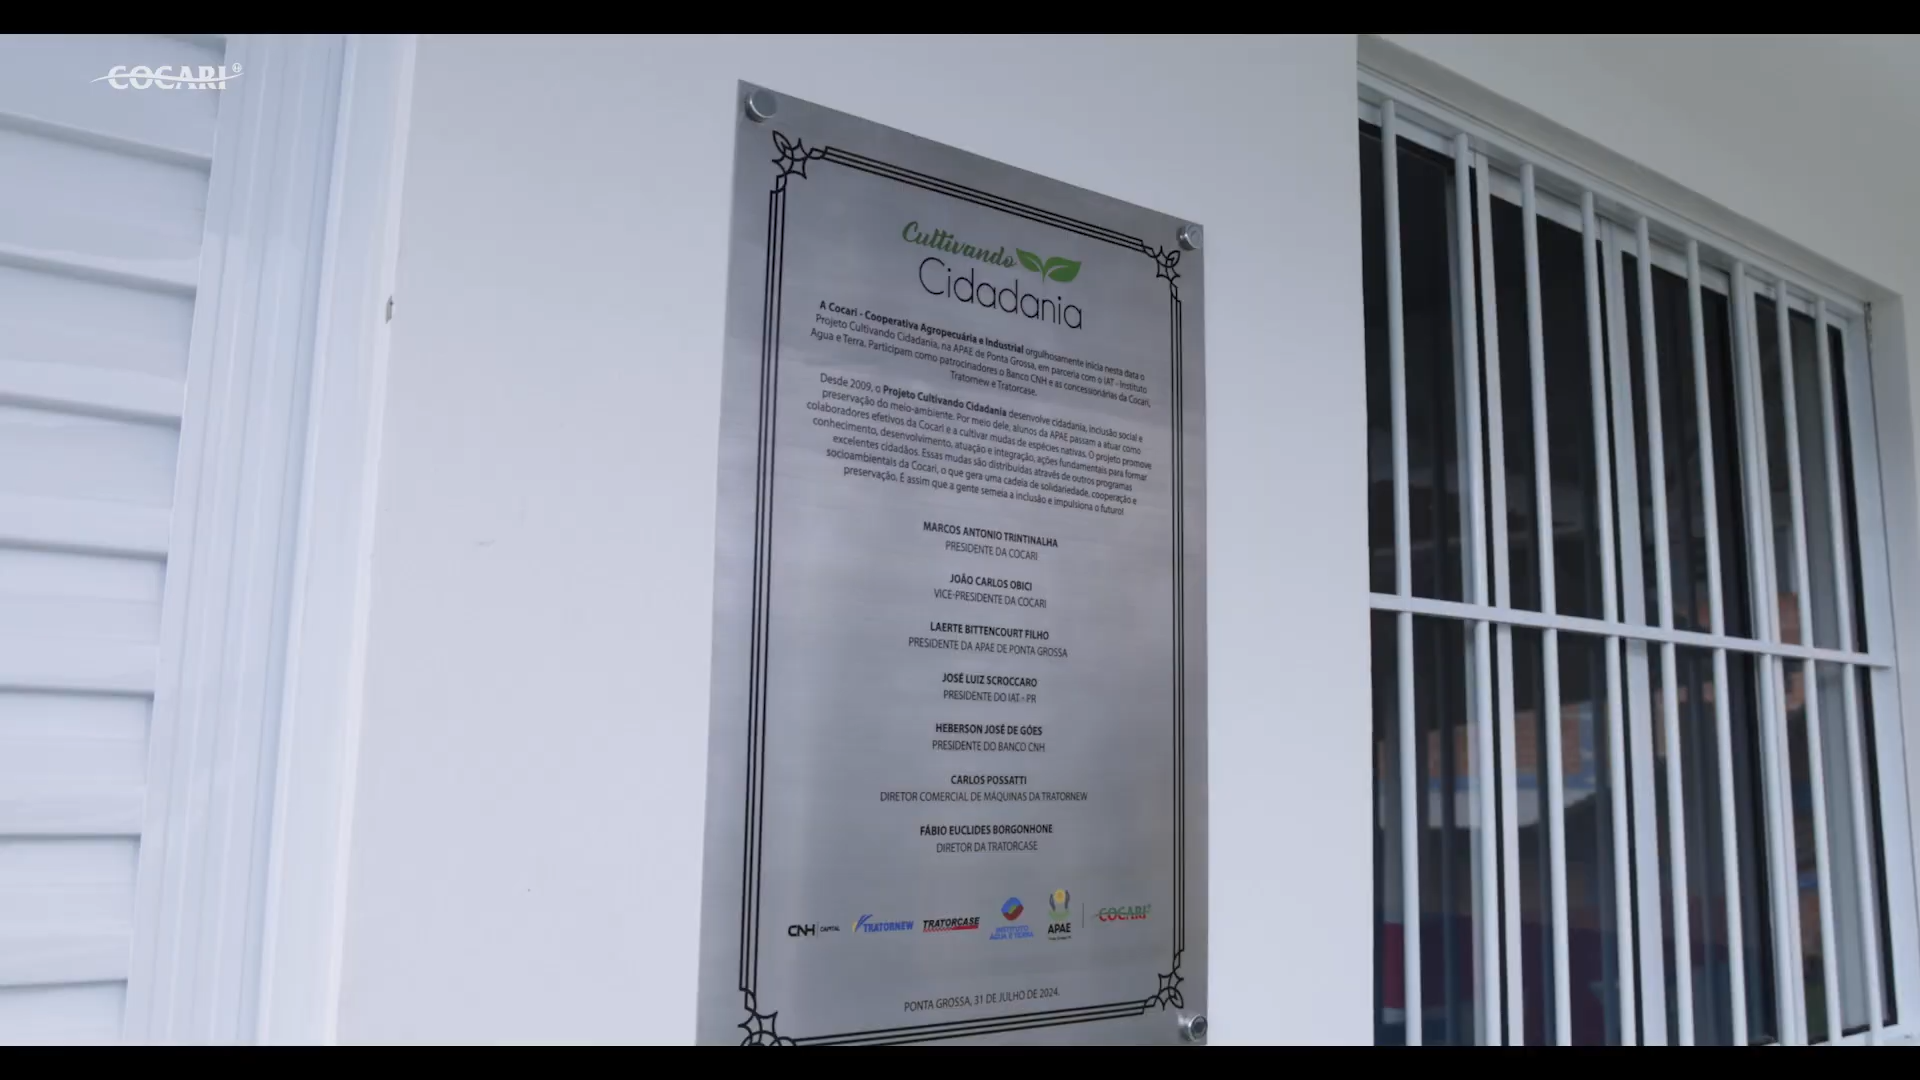 COCARI
Cultivando
Cidadania
A Cocari - Cooperativa Agropecuária e Industrial orgulhosamente inicia nesta data o
Projeto Cultivando Cidadania, na APAE de Ponta Grossa, em parceria com o IAT - Instituto
Agua e Terra. Participam como patrocinadores o Banco CNH e as concessionárias da Cocari,
Tratornew e Tratorcase.
Desde 2009, o Projeto Cultivando Cidadania desenvolve cidadania, inclusão social e
preservação do meio-ambiente. Por meio dele, alunos da APAE passam a atuar como
colaboradores efetivos da Cocari e a cultivar mudas de espécies nativas. O projeto promove
conhecimento, desenvolvimento, atuação e integração, ações fundamentais para formar
excelentes cidadãos. Essas mudas são distribuídas através de outros programas
socioambientais da Cocari, o que gera uma cadeia de solidariedade, cooperação e
preservação. É assim que a gente semeia a inclusão e impulsiona o futuro!
MARCOS ANTONIO TRINTINALHA
PRESIDENTE DA COCARI
JOÃO CARLOS OBICI
VICE-PRESIDENTE DA COCARI
LAERTE BITTENCOURT FILHO
PRESIDENTE DA APAE DE PONTA GROSSA
JOSÉ LUIZ SCROCCARO
PRESIDENTE DO IAT - PR
HEBERSON JOSÉ DE GÓES
PRESIDENTE DO BANCO CNH
CARLOS POSSATTI
DIRETOR COMERCIAL DE MÁQUINAS DA TRATORNEW
FÁBIO EUCLIDES BORGONHONE
DIRETOR DA TRATORCASE
CNH CAPITAL TRATORNEW TRATORCASE INSTITUTO ÁGUA E TERRA APAE COCARI
PONTA GROSSA, 31 DE JULHO DE 2024.